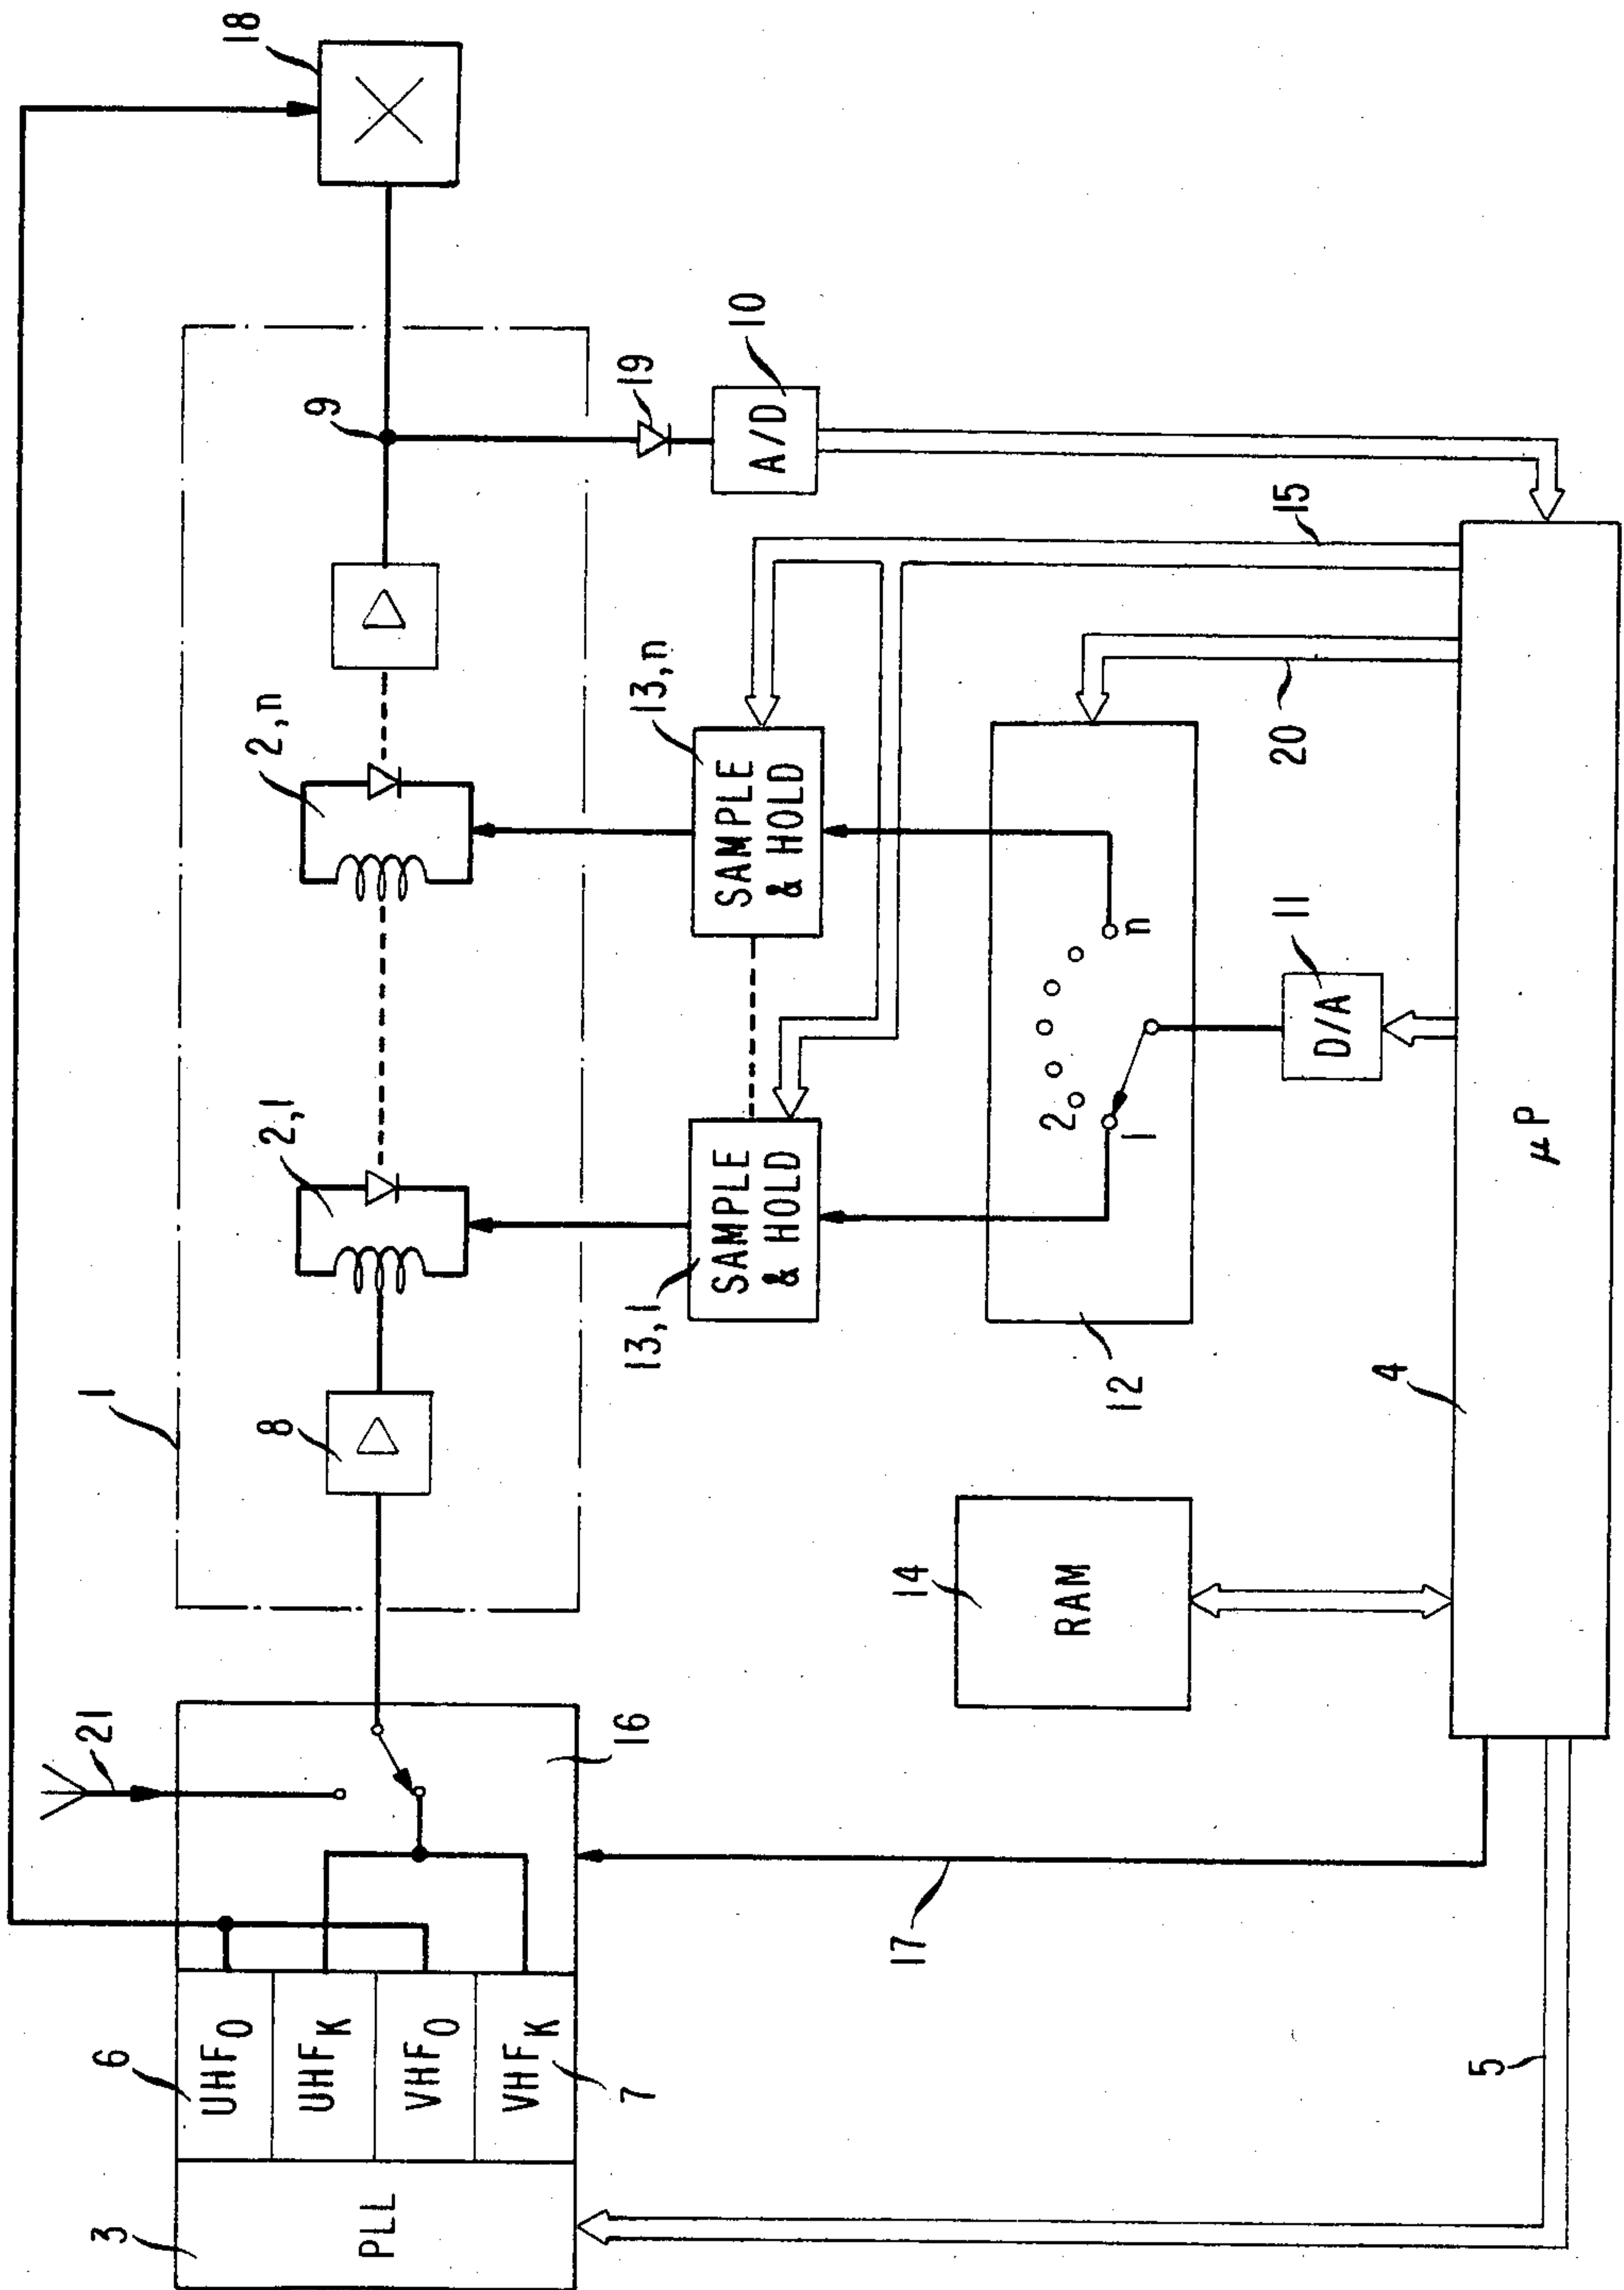 18
1
9
2,1
2,n
8
19
10
A/D
21
16
6
UHF0
UHFK
VHF0
VHFK
7
3
PLL
13,1
SAMPLE
& HOLD
13,n
SAMPLE
& HOLD
15
12
1
2
n
20
11
D/A
14
RAM
17
4
μP
5